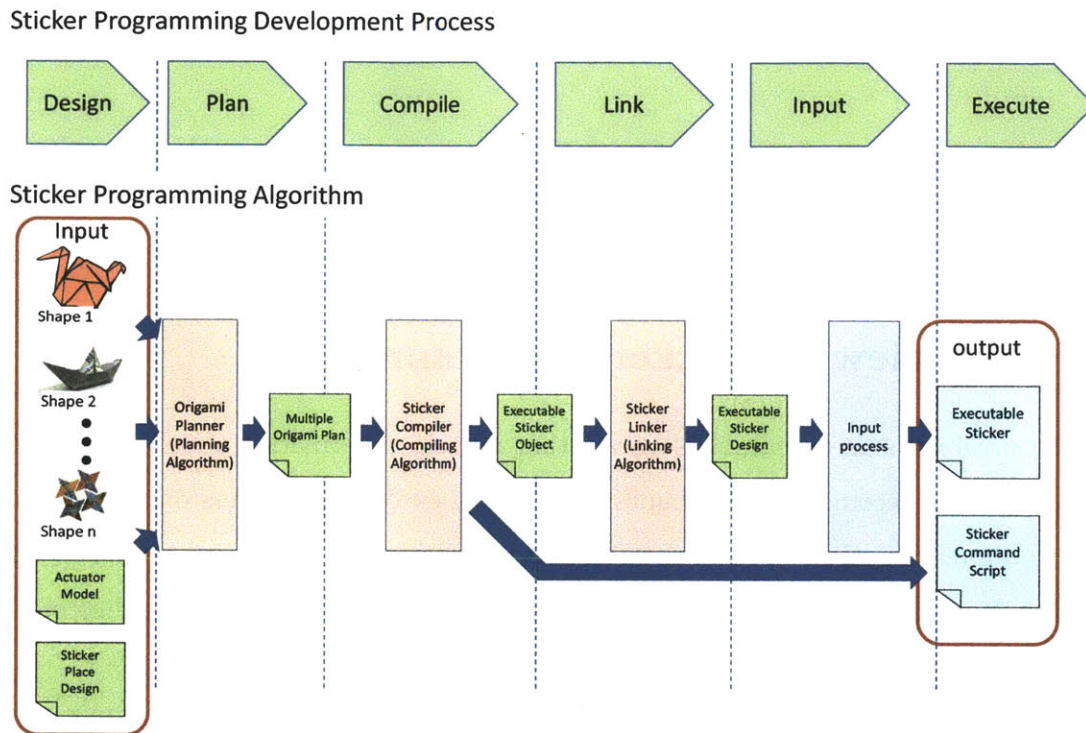 Sticker Programming Development Process
Design
Plan
Compile
Link
Input
Execute
Sticker Programming Algorithm
Input
Shape 1
Shape 2
Shape n
Actuator
Model
Sticker
Place
Design
Origami
Planner
(Planning
Algorithm)
Multiple
Origami Plan
Sticker
Compiler
(Compiling
Algorithm)
Executable
Sticker
Object
Sticker
Linker
(Linking
Algorithm)
Executable
Sticker
Design
Input
process
output
Executable
Sticker
Sticker
Command
Script